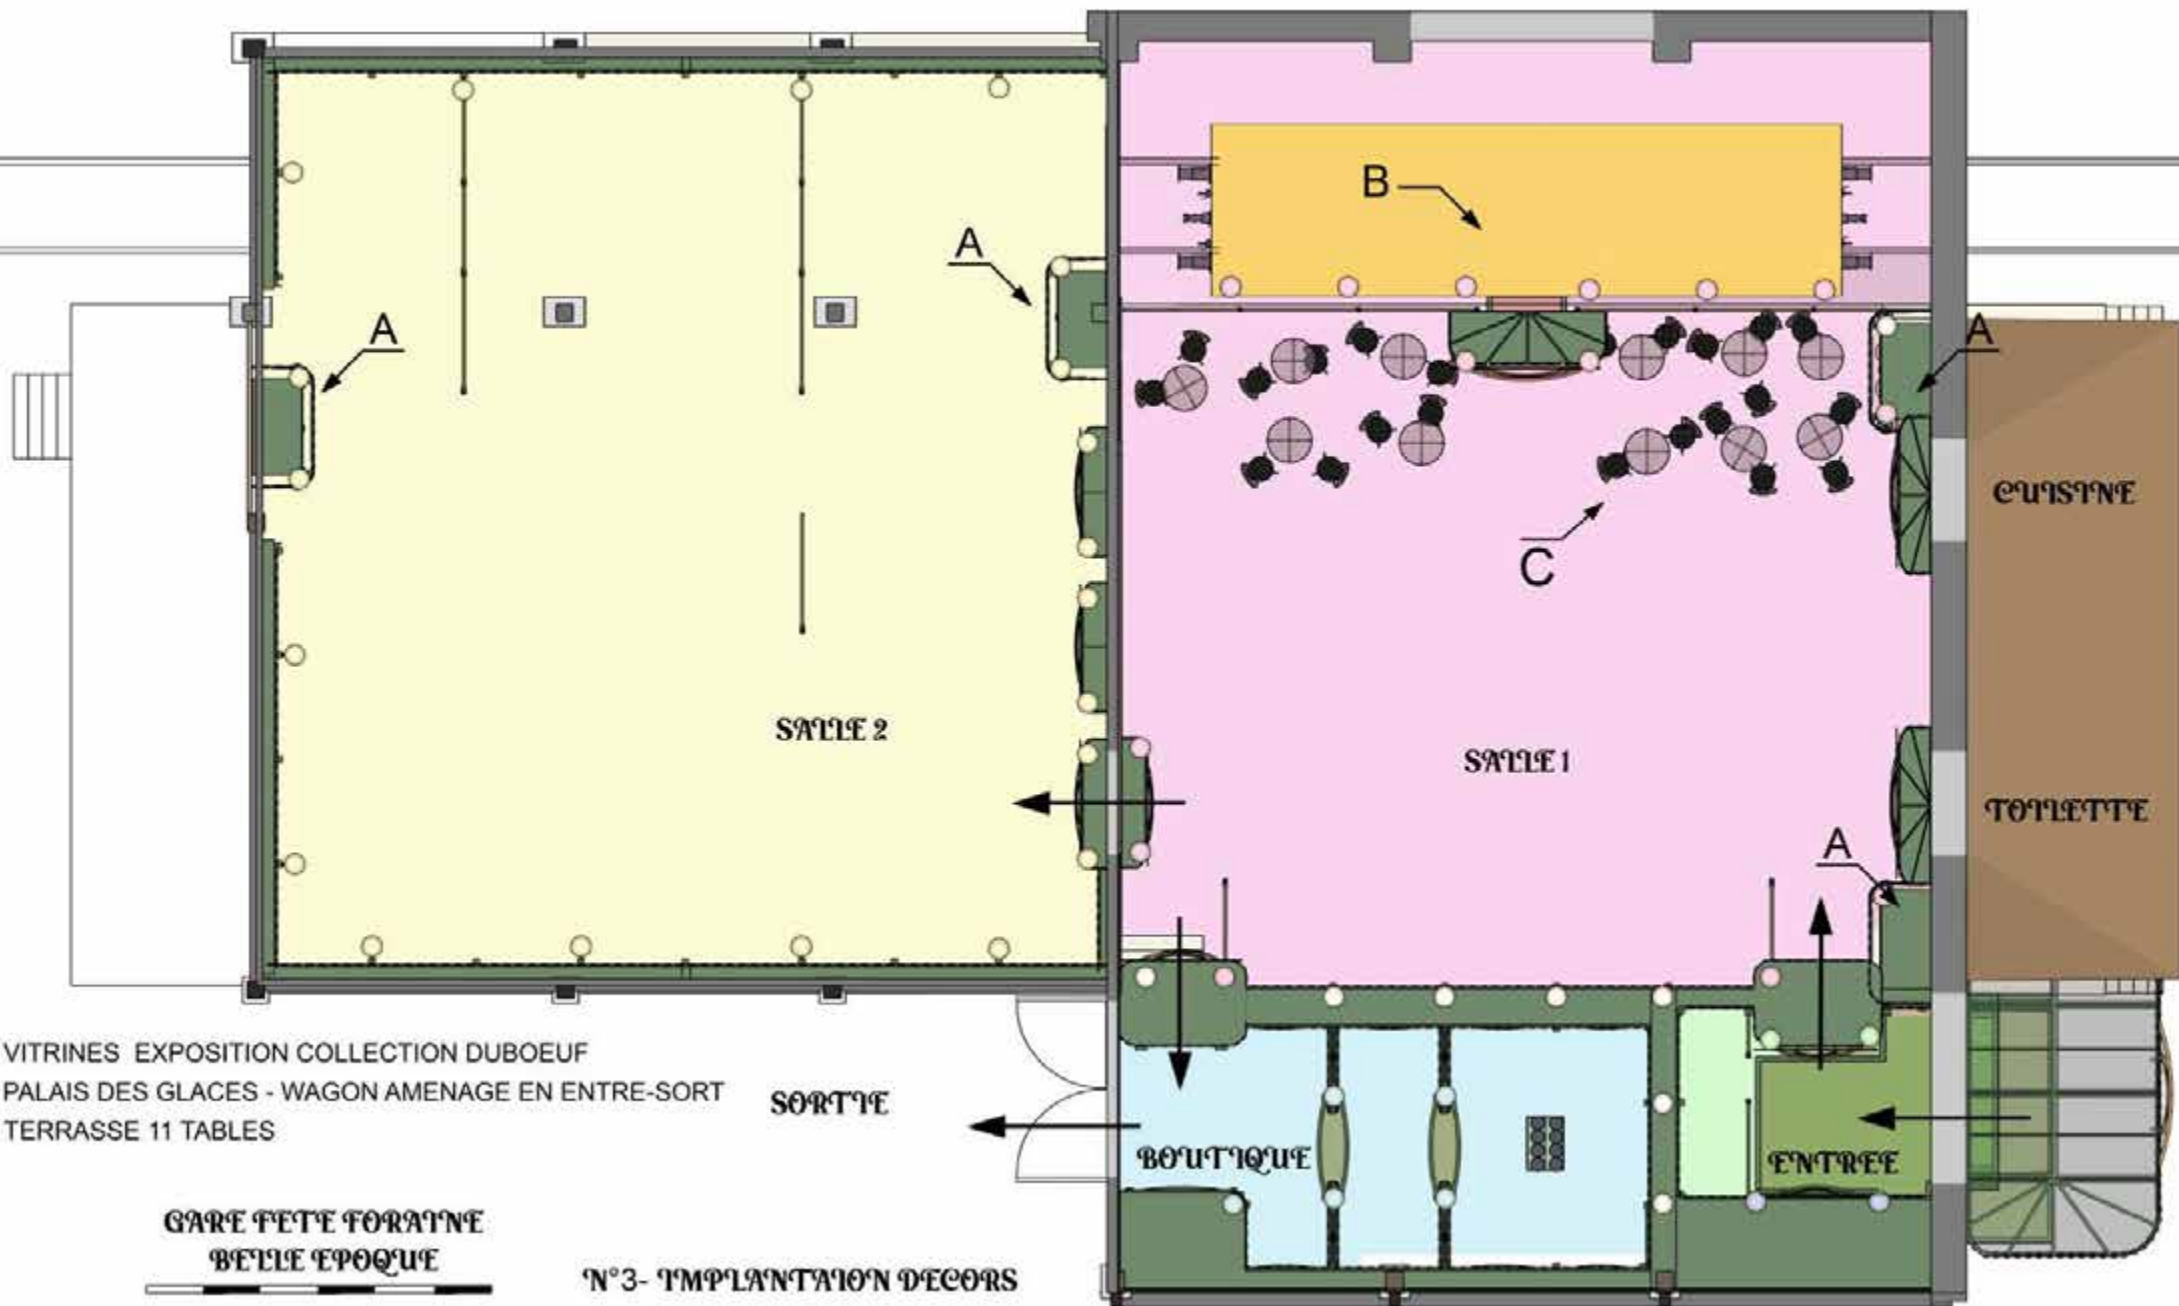 B
A
A
A
CUISINE
C
SALLE 2
SALLE 1
TOILETTE
A
VITRINES EXPOSITION COLLECTION DUBOEUF
PALAIS DES GLACES - WAGON AMENAGE EN ENTRE-SORT
TERRASSE 11 TABLES
SORTIE
BOUTIQUE
ENTREE
GARE FETE FORAINE
BELLE EPOQUE
N°3- IMPLANTAION DECORS